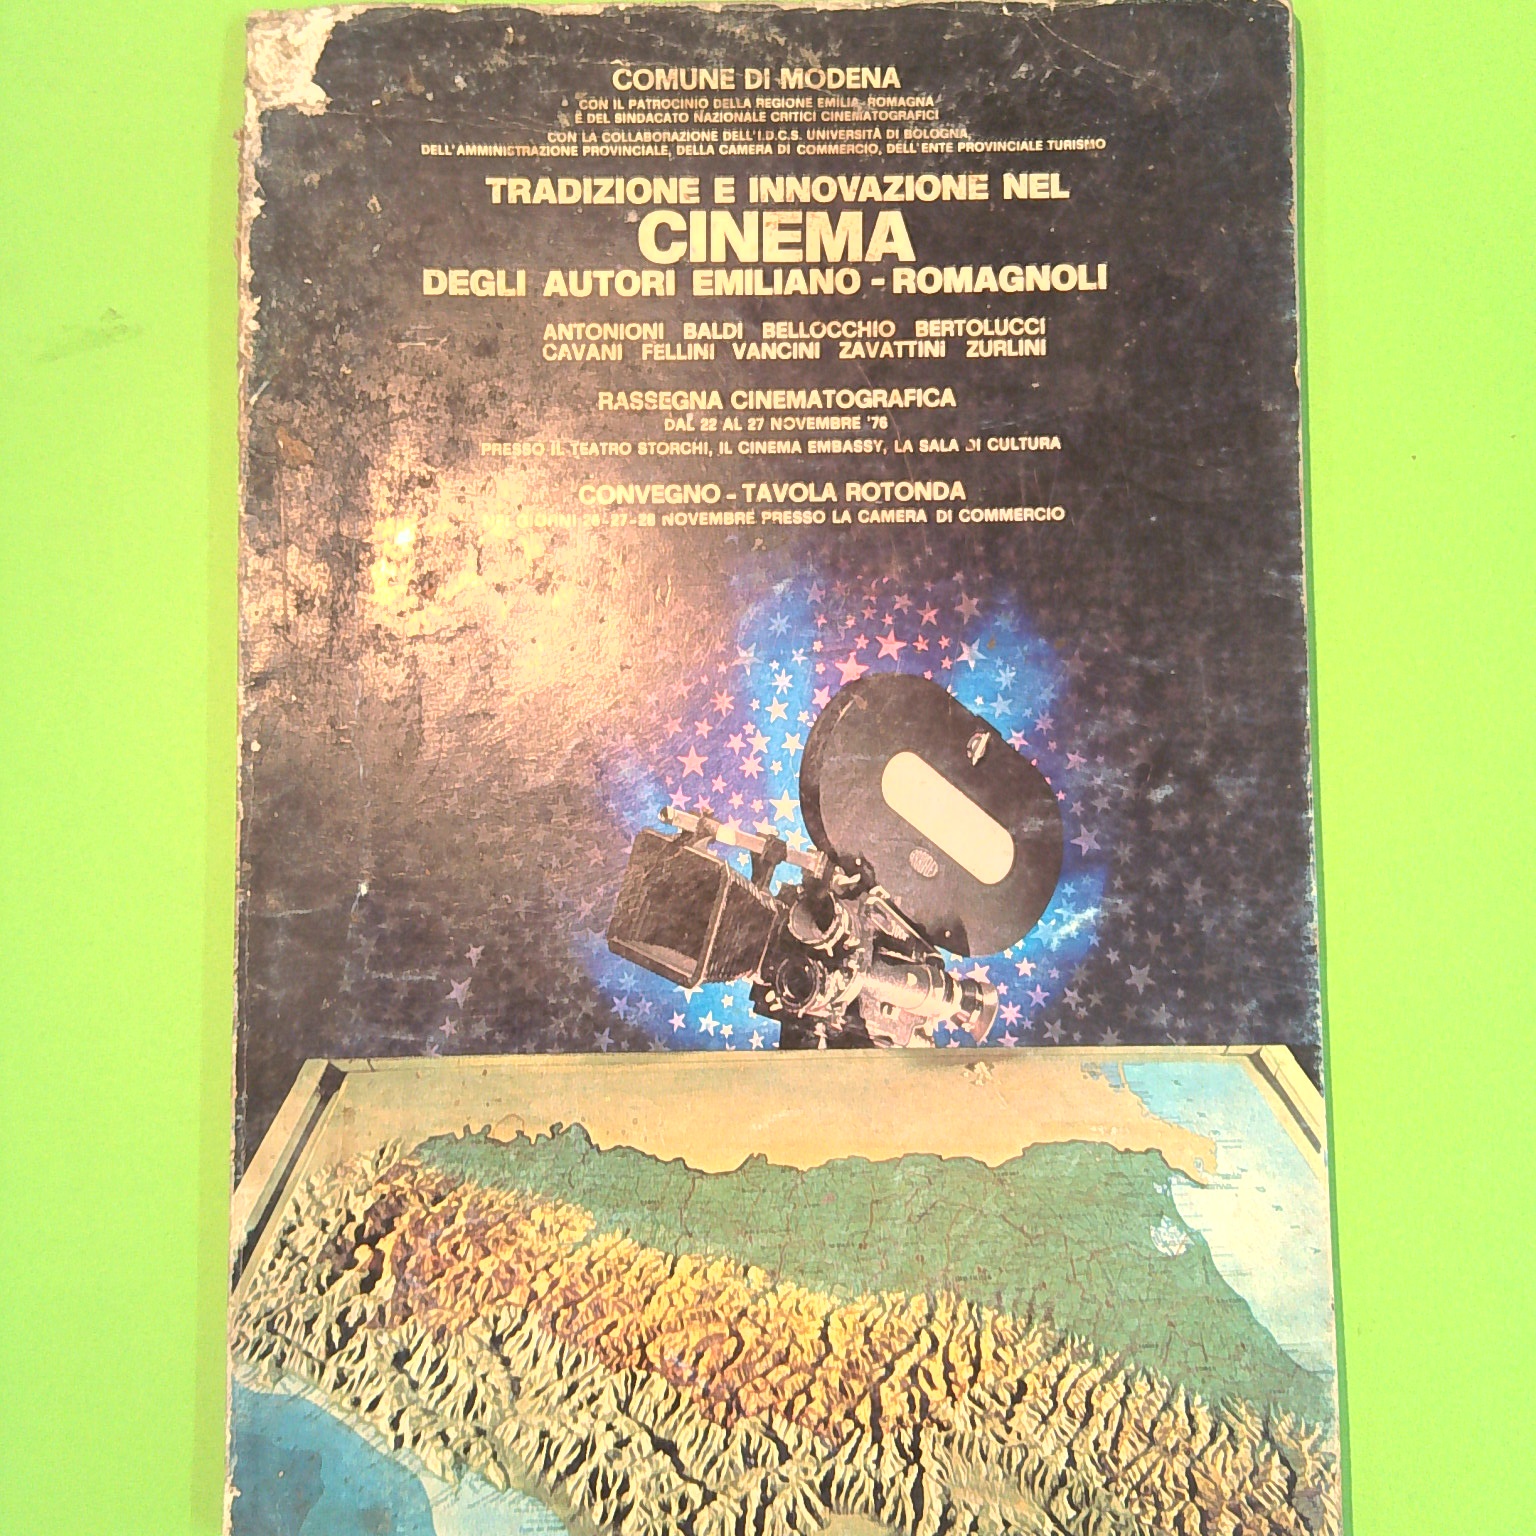 COMUNE DI MODENA
CON IL PATROCINIO DELLA REGIONE EMILIA-ROMAGNA
E DEL SINDACATO NAZIONALE CRITICI CINEMATOGRAFICI
CON LA COLLABORAZIONE DELL'I.D.C.S. UNIVERSITÀ DI BOLOGNA,
DELL'AMMINISTRAZIONE PROVINCIALE, DELLA CAMERA DI COMMERCIO, DELL'ENTE PROVINCIALE TURISMO
TRADIZIONE E INNOVAZIONE NEL
CINEMA
DEGLI AUTORI EMILIANO - ROMAGNOLI
ANTONIONI BALDI BELLOCCHIO BERTOLUCCI
CAVANI FELLINI VANCINI ZAVATTINI ZURLINI
RASSEGNA CINEMATOGRAFICA
DAL 22 AL 27 NOVEMBRE '76
PRESSO IL TEATRO STORCHI, IL CINEMA EMBASSY, LA SALA DI CULTURA
CONVEGNO - TAVOLA ROTONDA
GIORNI 26-27-28 NOVEMBRE PRESSO LA CAMERA DI COMMERCIO